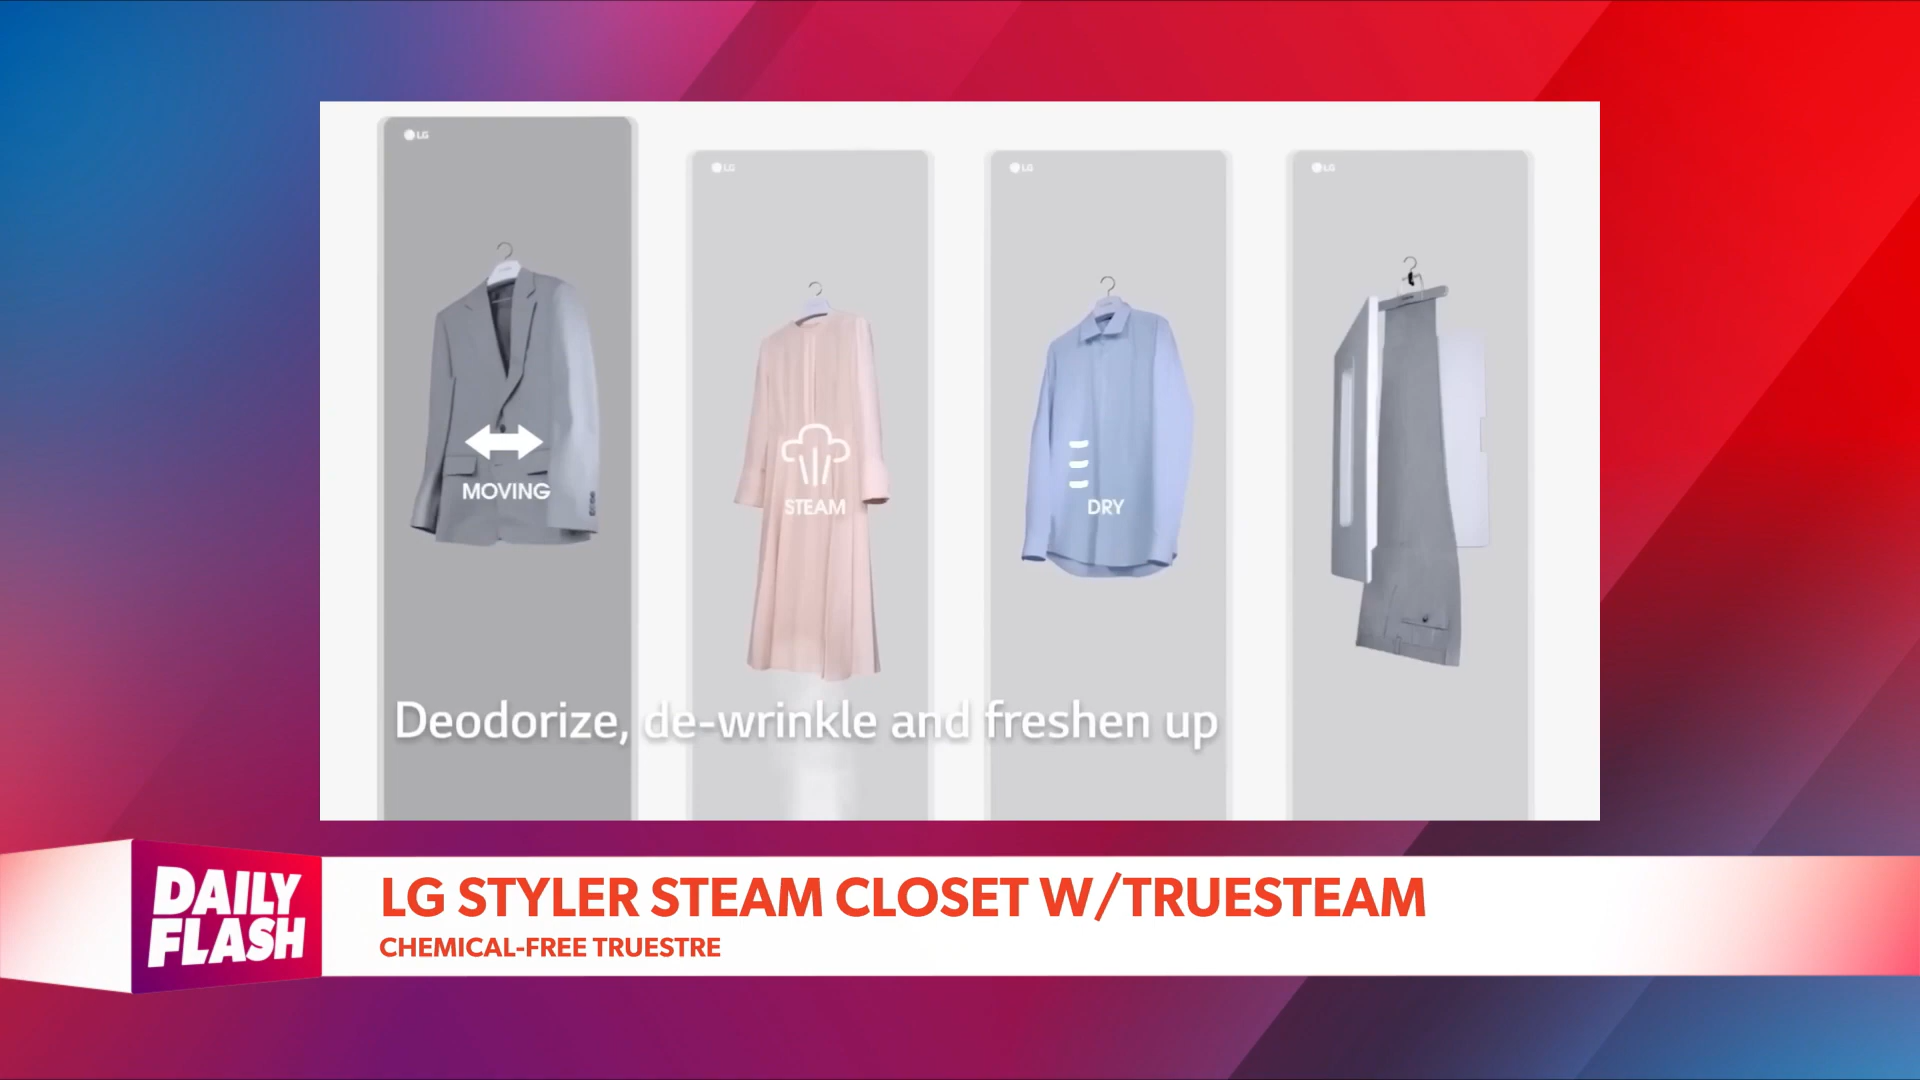 LG
LG
LG
LG
MOVING
STEAM
DRY
Deodorize, de-wrinkle and freshen up
DAILY
FLASH
LG STYLER STEAM CLOSET W/TRUESTEAM
CHEMICAL-FREE TRUESTRE